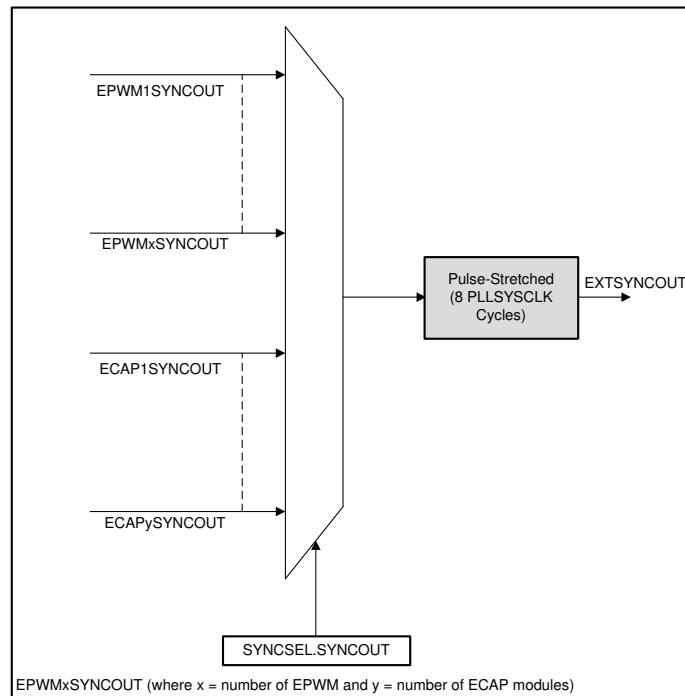 EPWM1SYNCOUT
EPWMxSYNCOUT
Pulse-Stretched
(8 PLLSYSCLK
Cycles)
EXTSYNCOUT
ECAP1SYNCOUT
ECAPySYNCOUT
SYNCSEL.SYNCOUT
EPWMxSYNCOUT (where x = number of EPWM and y = number of ECAP modules)